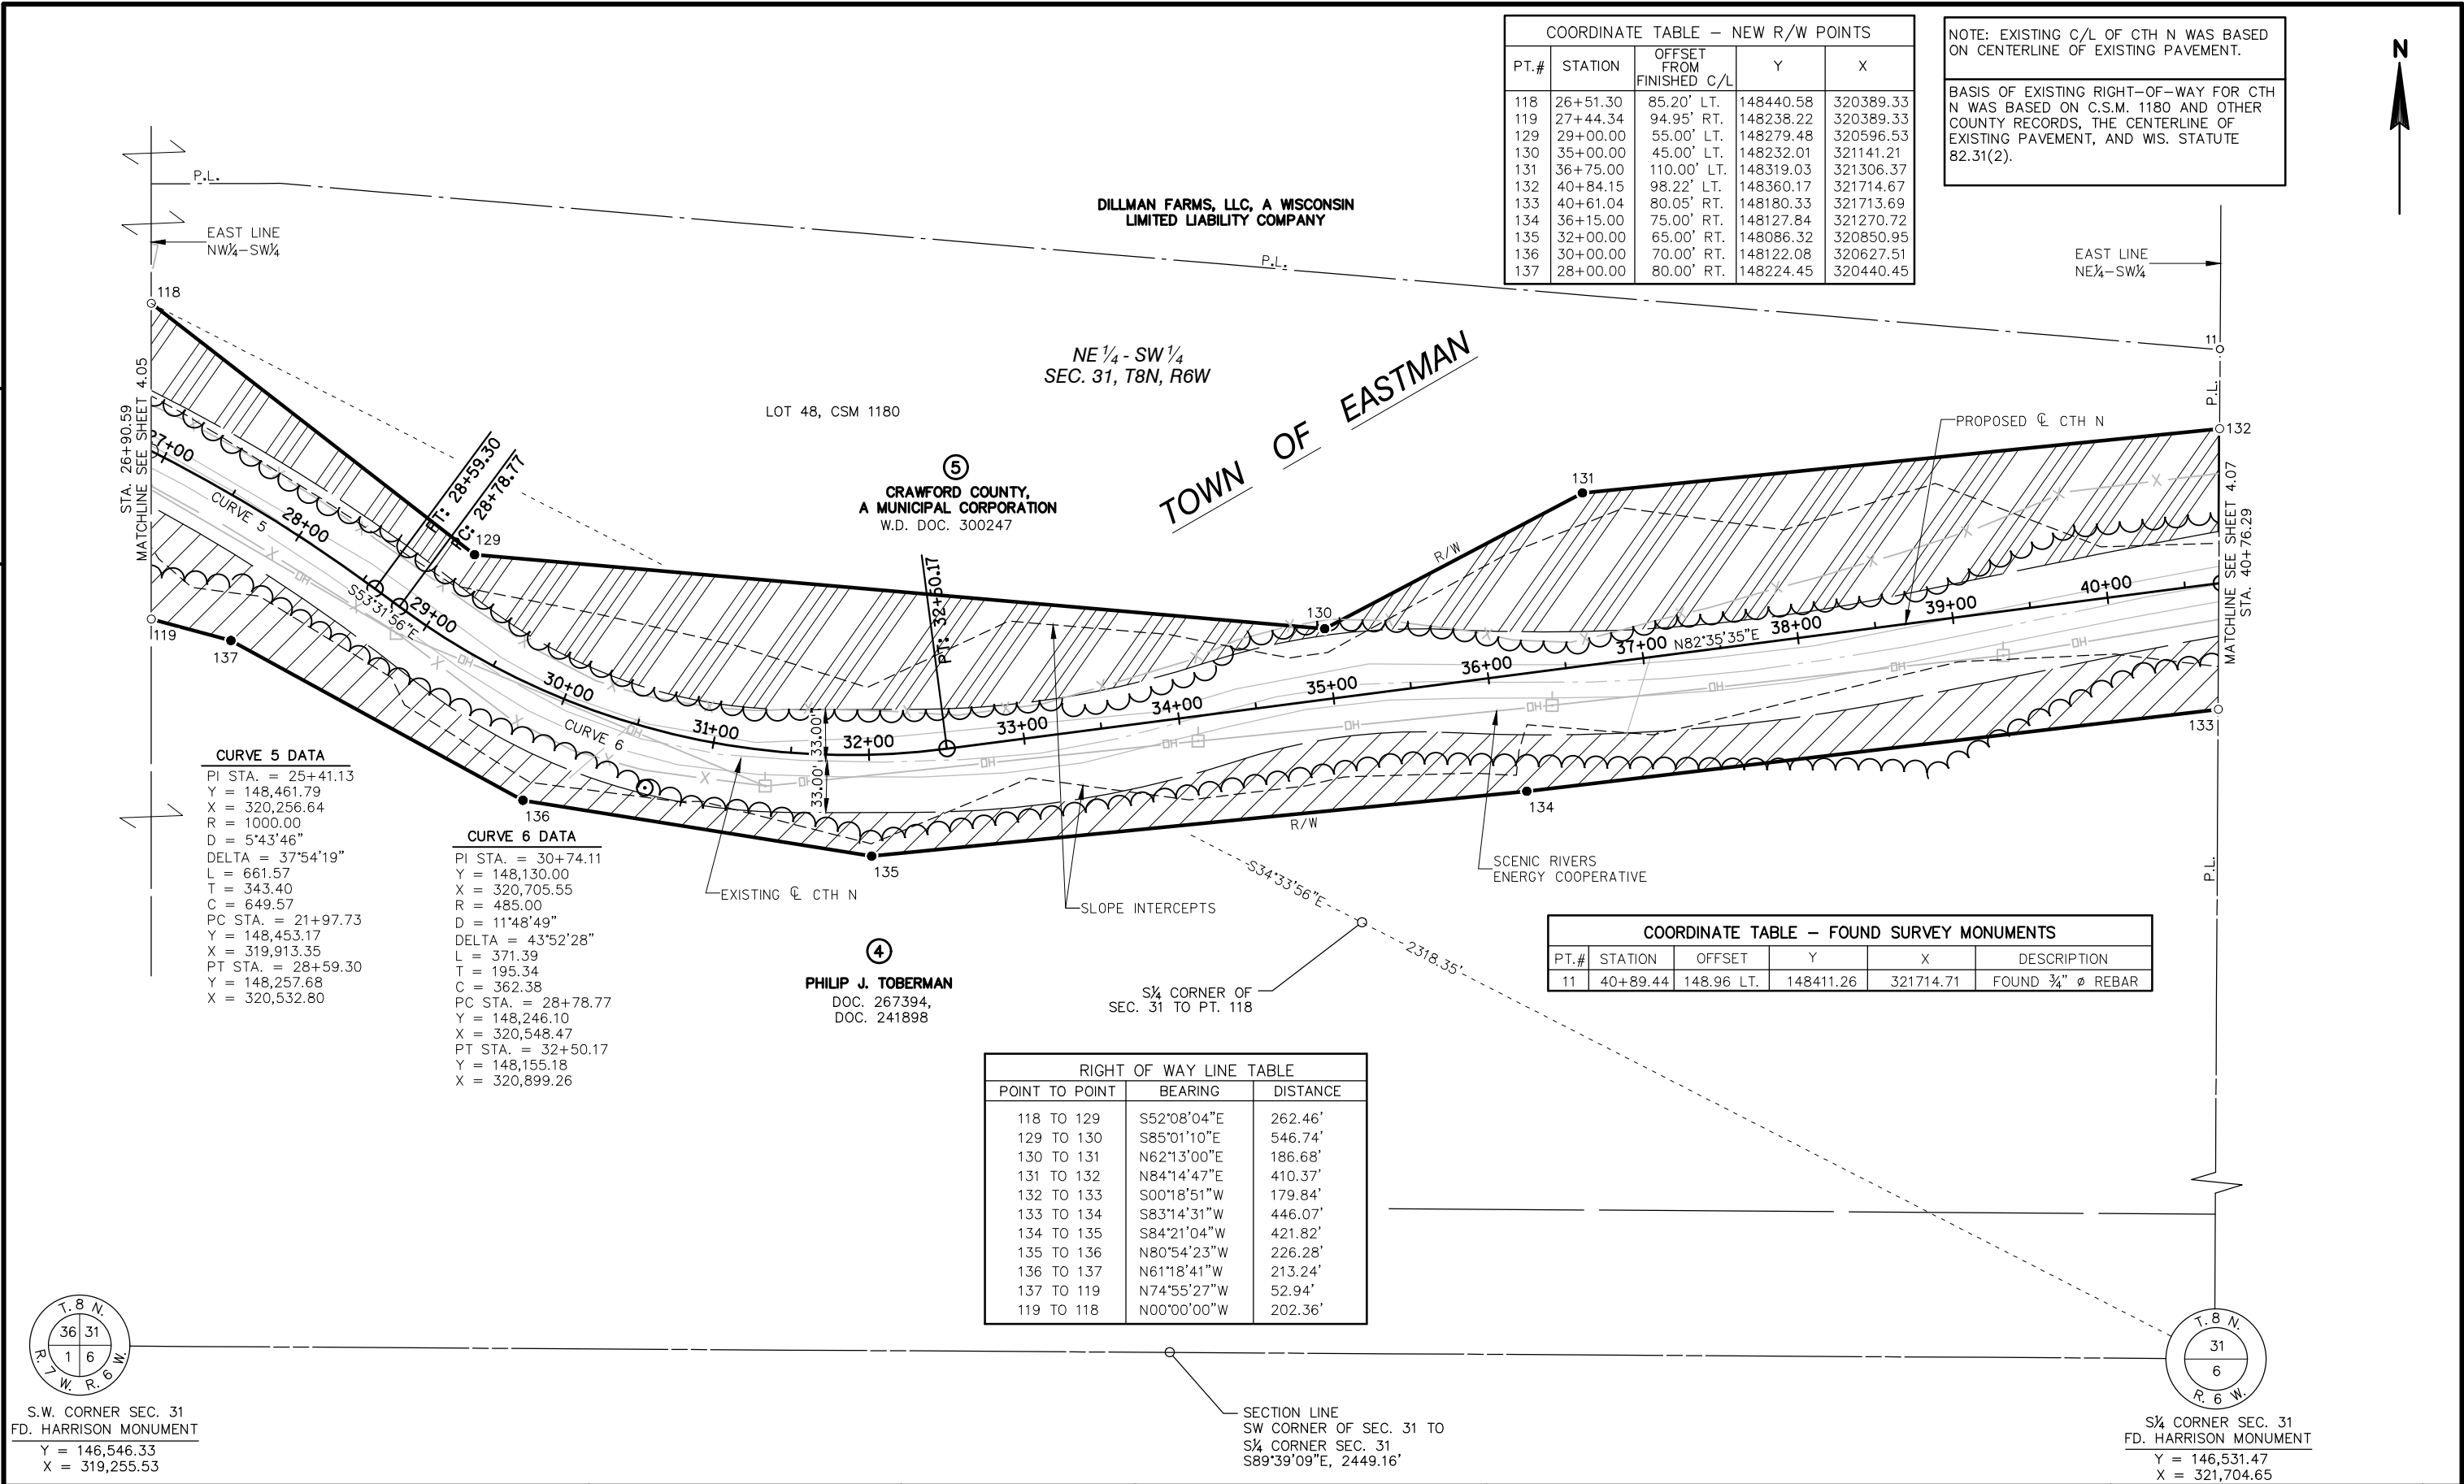 COORDINATE TABLE – NEW R/W POINTS
PT.# STATION OFFSET FROM FINISHED C/L Y X
118 26+51.30 85.20' LT. 148440.58 320389.33
119 27+44.34 94.95' RT. 148238.22 320389.33
129 29+00.00 55.00' LT. 148279.48 320596.53
130 35+00.00 45.00' LT. 148232.01 321141.21
131 36+75.00 110.00' LT. 148319.03 321306.37
132 40+84.15 98.22' LT. 148360.17 321714.67
133 40+61.04 80.05' RT. 148180.33 321713.69
134 36+15.00 75.00' RT. 148127.84 321270.72
135 32+00.00 65.00' RT. 148086.32 320850.95
136 30+00.00 70.00' RT. 148122.08 320627.51
137 28+00.00 80.00' RT. 148224.45 320440.45
NOTE: EXISTING C/L OF CTH N WAS BASED
ON CENTERLINE OF EXISTING PAVEMENT.
BASIS OF EXISTING RIGHT–OF–WAY FOR CTH
N WAS BASED ON C.S.M. 1180 AND OTHER
COUNTY RECORDS, THE CENTERLINE OF
EXISTING PAVEMENT, AND WIS. STATUTE
82.31(2).
N
P.L.
EAST LINE
NW¼–SW¼
DILLMAN FARMS, LLC, A WISCONSIN
LIMITED LIABILITY COMPANY
P.L.
EAST LINE
NE¼–SW¼
118
11
P.L.
NE ¼ - SW ¼
SEC. 31, T8N, R6W
LOT 48, CSM 1180
TOWN OF EASTMAN
5
CRAWFORD COUNTY,
A MUNICIPAL CORPORATION
W.D. DOC. 300247
PROPOSED ℄ CTH N
132
131
R/W
130
129
STA. 26+90.59
MATCHLINE SEE SHEET 4.05
27+00
CURVE 5
28+00
PT: 28+59.30
PC: 28+78.77
S53°31'56"E
29+00
30+00
CURVE 6
31+00
32+00
PT: 32+50.17
33+00
34+00
35+00
36+00
37+00
N82°35'35"E
38+00
39+00
40+00
MATCHLINE SEE SHEET 4.07
STA. 40+76.29
X X X X X X X X X X X X X X X X X
OH OH OH OH OH OH OH OH OH
33.00'
33.00'
119
137
136
135
134
133
R/W
P.L.
EXISTING ℄ CTH N
SLOPE INTERCEPTS
SCENIC RIVERS
ENERGY COOPERATIVE
CURVE 5 DATA
PI STA. = 25+41.13
Y = 148,461.79
X = 320,256.64
R = 1000.00
D = 5°43'46"
DELTA = 37°54'19"
L = 661.57
T = 343.40
C = 649.57
PC STA. = 21+97.73
Y = 148,453.17
X = 319,913.35
PT STA. = 28+59.30
Y = 148,257.68
X = 320,532.80
CURVE 6 DATA
PI STA. = 30+74.11
Y = 148,130.00
X = 320,705.55
R = 485.00
D = 11°48'49"
DELTA = 43°52'28"
L = 371.39
T = 195.34
C = 362.38
PC STA. = 28+78.77
Y = 148,246.10
X = 320,548.47
PT STA. = 32+50.17
Y = 148,155.18
X = 320,899.26
4
PHILIP J. TOBERMAN
DOC. 267394,
DOC. 241898
S34°33'56"E
2318.35'
S¼ CORNER OF
SEC. 31 TO PT. 118
COORDINATE TABLE – FOUND SURVEY MONUMENTS
PT.# STATION OFFSET Y X DESCRIPTION
11 40+89.44 148.96 LT. 148411.26 321714.71 FOUND ¾" ø REBAR
RIGHT OF WAY LINE TABLE
POINT TO POINT BEARING DISTANCE
118 TO 129 S52°08'04"E 262.46'
129 TO 130 S85°01'10"E 546.74'
130 TO 131 N62°13'00"E 186.68'
131 TO 132 N84°14'47"E 410.37'
132 TO 133 S00°18'51"W 179.84'
133 TO 134 S83°14'31"W 446.07'
134 TO 135 S84°21'04"W 421.82'
135 TO 136 N80°54'23"W 226.28'
136 TO 137 N61°18'41"W 213.24'
137 TO 119 N74°55'27"W 52.94'
119 TO 118 N00°00'00"W 202.36'
T. 8 N.
36 31
1 6
R. 7 W. R. 6 W.
S.W. CORNER SEC. 31
FD. HARRISON MONUMENT
Y = 146,546.33
X = 319,255.53
SECTION LINE
SW CORNER OF SEC. 31 TO
S¼ CORNER SEC. 31
S89°39'09"E, 2449.16'
T. 8 N.
31
6
R. 6 W.
S¼ CORNER SEC. 31
FD. HARRISON MONUMENT
Y = 146,531.47
X = 321,704.65